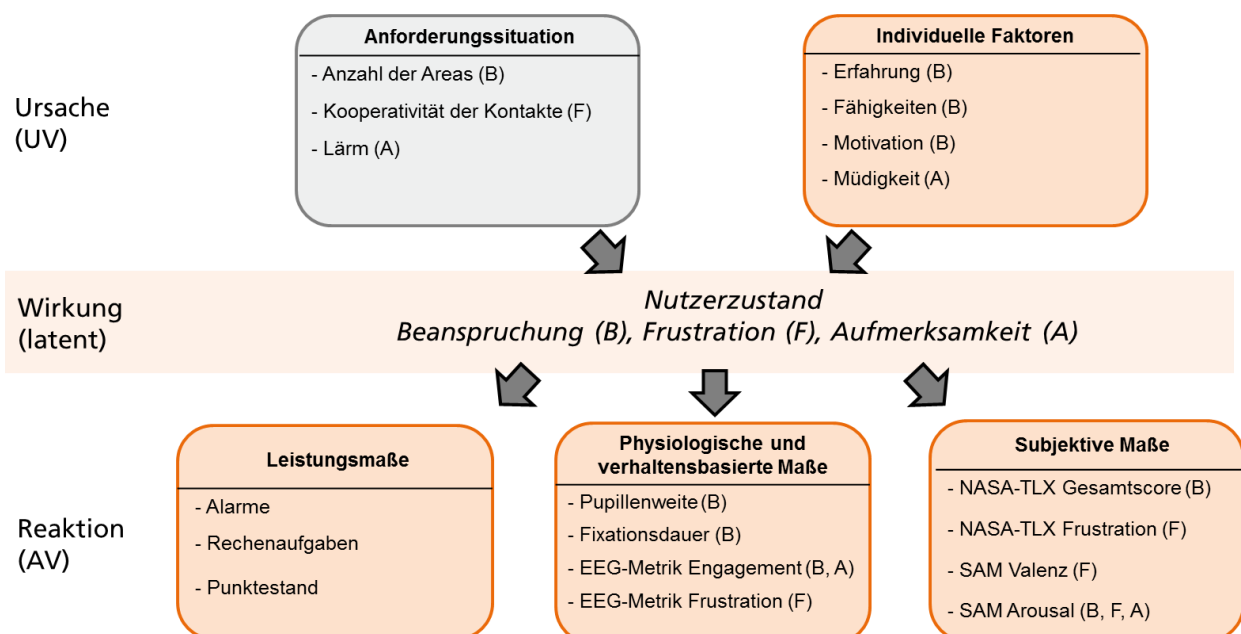 Anforderungssituation
- Anzahl der Areas (B)
- Kooperativität der Kontakte (F)
- Lärm (A)
Individuelle Faktoren
- Erfahrung (B)
- Fähigkeiten (B)
- Motivation (B)
- Müdigkeit (A)
Ursache
(UV)
Wirkung
(latent)
Nutzerzustand
Beanspruchung (B), Frustration (F), Aufmerksamkeit (A)
Reaktion
(AV)
Leistungsmaße
- Alarme
- Rechenaufgaben
- Punktestand
Physiologische und
verhaltensbasierte Maße
- Pupillenweite (B)
- Fixationsdauer (B)
- EEG-Metrik Engagement (B, A)
- EEG-Metrik Frustration (F)
Subjektive Maße
- NASA-TLX Gesamtscore (B)
- NASA-TLX Frustration (F)
- SAM Valenz (F)
- SAM Arousal (B, F, A)